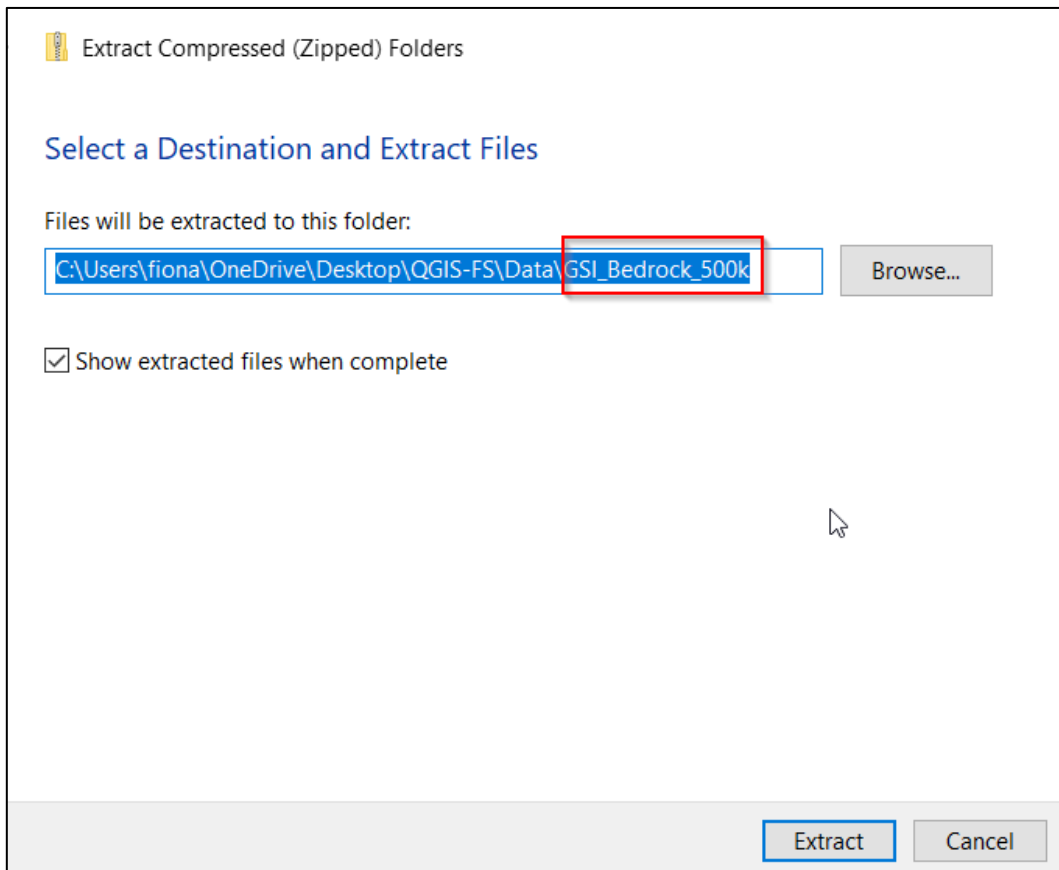 Extract Compressed (Zipped) Folders
Select a Destination and Extract Files
Files will be extracted to this folder:
C:\Users\fiona\OneDrive\Desktop\QGIS-FS\Data\GSI_Bedrock_500k
Browse...
Show extracted files when complete
Extract
Cancel